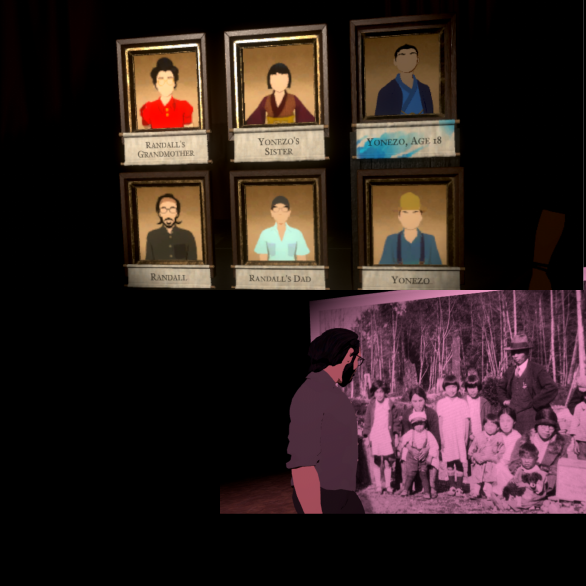 Randall's
Grandmother
Yonezo's
Sister
Yonezo, Age 18
Randall
Randall's Dad
Yonezo